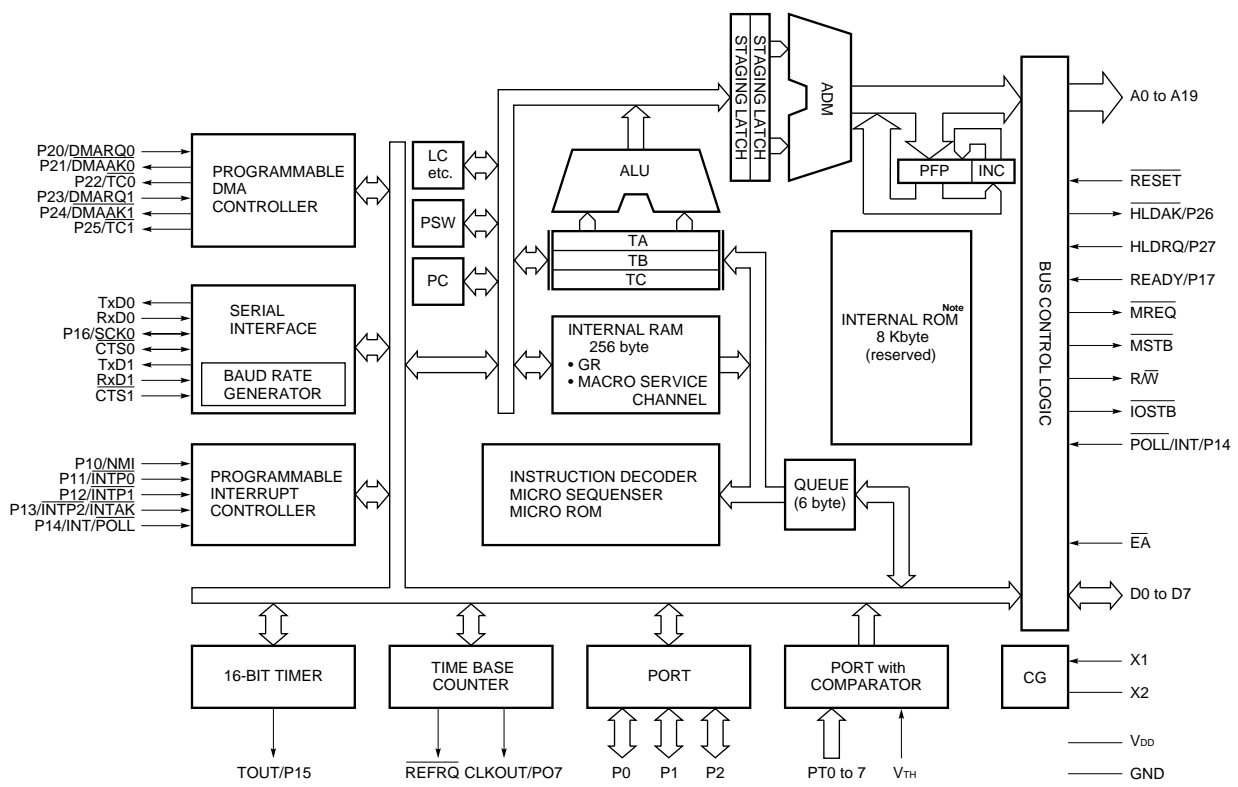 STAGING LATCH
STAGING LATCH
ADM
A0 to A19
P20/DMARQ0
P21/DMAAK0
P22/TC0
P23/DMARQ1
P24/DMAAK1
P25/TC1
PROGRAMMABLE
DMA
CONTROLLER
LC
etc.
PSW
PC
ALU
TA
TB
TC
PFP
INC
BUS CONTROL LOGIC
RESET
HLDAK/P26
HLDRQ/P27
READY/P17
MREQ
MSTB
R/W
IOSTB
POLL/INT/P14
EA
D0 to D7
TxD0
RxD0
P16/SCK0
CTS0
TxD1
RxD1
CTS1
SERIAL
INTERFACE
BAUD RATE
GENERATOR
INTERNAL RAM
256 byte
• GR
• MACRO SERVICE
CHANNEL
INTERNAL ROM Note
8 Kbyte
(reserved)
P10/NMI
P11/INTP0
P12/INTP1
P13/INTP2/INTAK
P14/INT/POLL
PROGRAMMABLE
INTERRUPT
CONTROLLER
INSTRUCTION DECODER
MICRO SEQUENSER
MICRO ROM
QUEUE
(6 byte)
16-BIT TIMER
TIME BASE
COUNTER
PORT
PORT with
COMPARATOR
CG
X1
X2
VDD
GND
TOUT/P15
REFRQ CLKOUT/PO7
P0
P1
P2
PT0 to 7
VTH